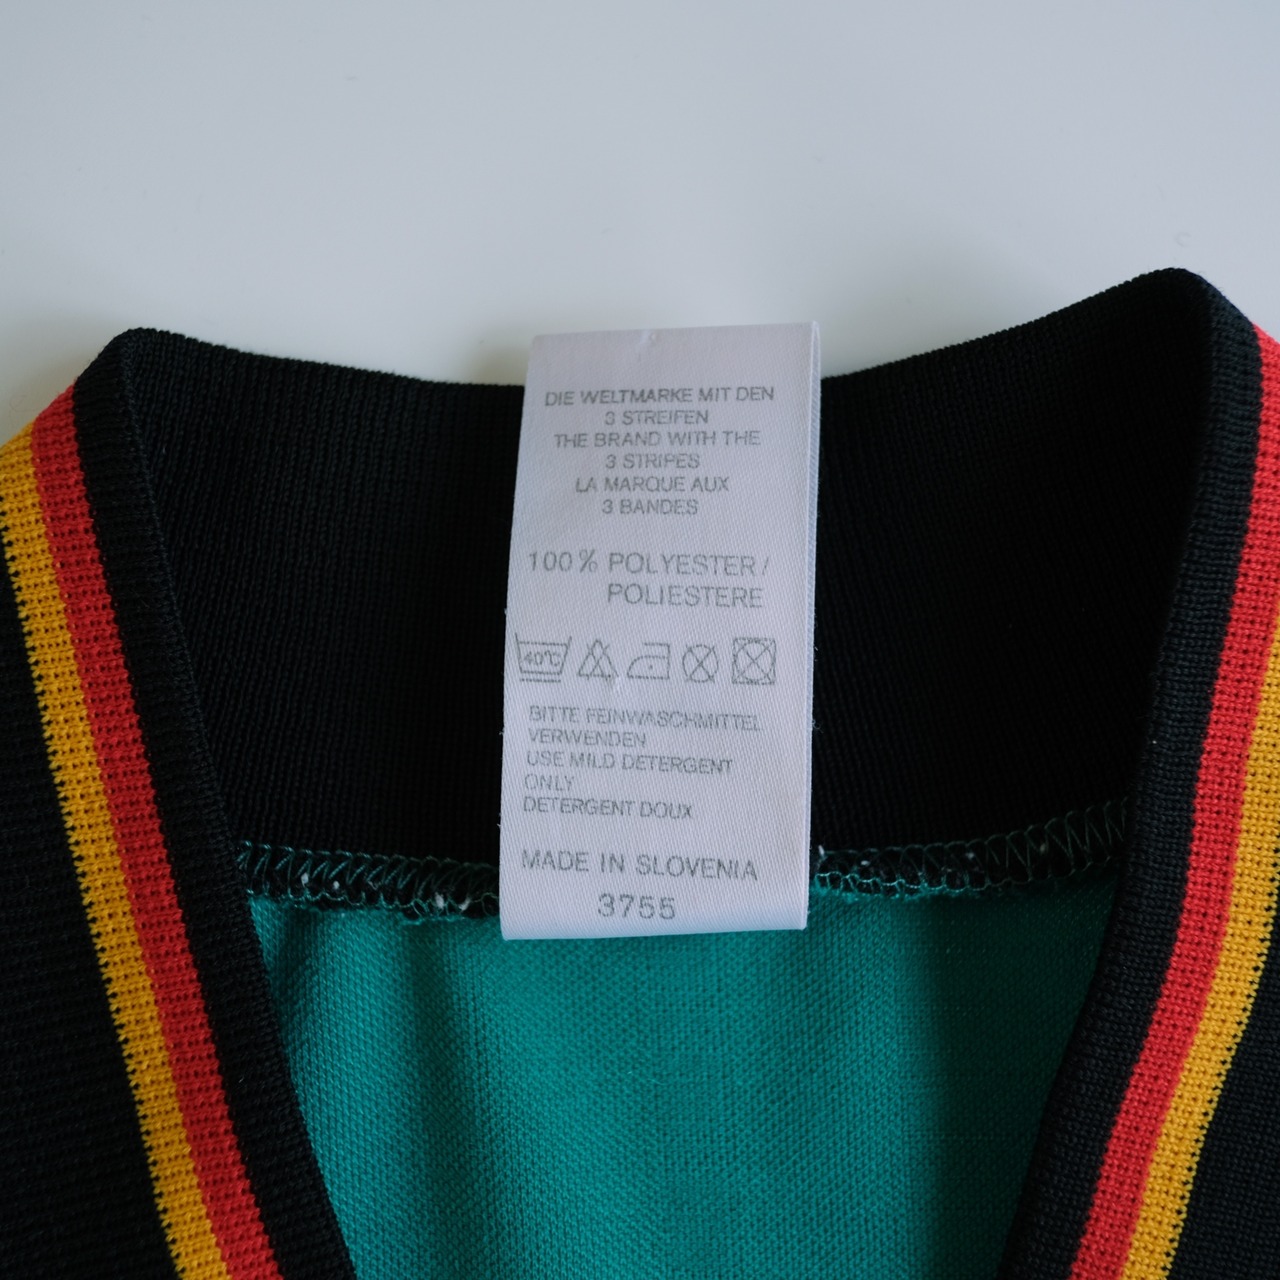 DIE WELTMARKE MIT DEN
3 STREIFEN
THE BRAND WITH THE
3 STRIPES
LA MARQUE AUX
3 BANDES
100% POLYESTER/
POLIESTERE
40°C
BITTE FEINWASCHMITTEL
VERWENDEN
USE MILD DETERGENT
ONLY
DETERGENT DOUX
MADE IN SLOVENIA
3755